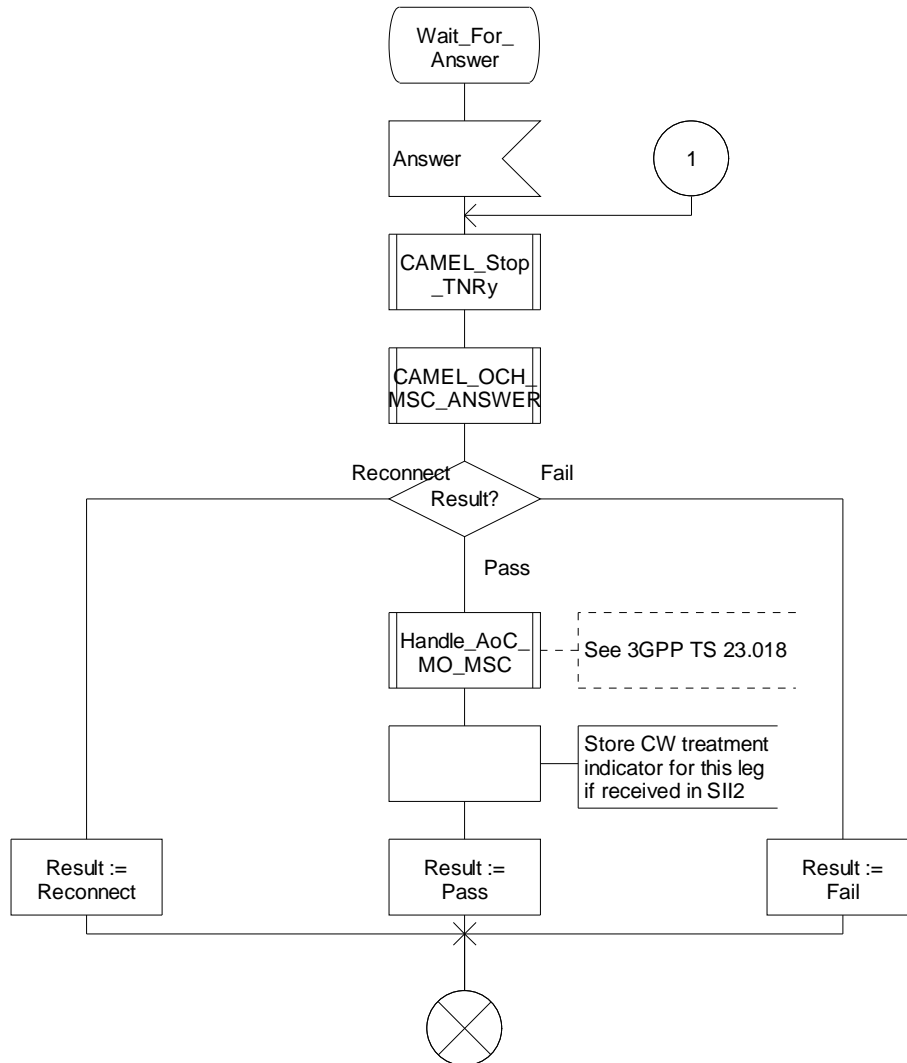 Wait_For_
Answer
Answer
1
CAMEL_Stop
_TNRy
CAMEL_OCH_
MSC_ANSWER
Reconnect
Fail
Result?
Pass
Handle_AoC_
MO_MSC
See 3GPP TS 23.018
Store CW treatment
indicator for this leg
if received in SII2
Result :=
Reconnect
Result :=
Pass
Result :=
Fail